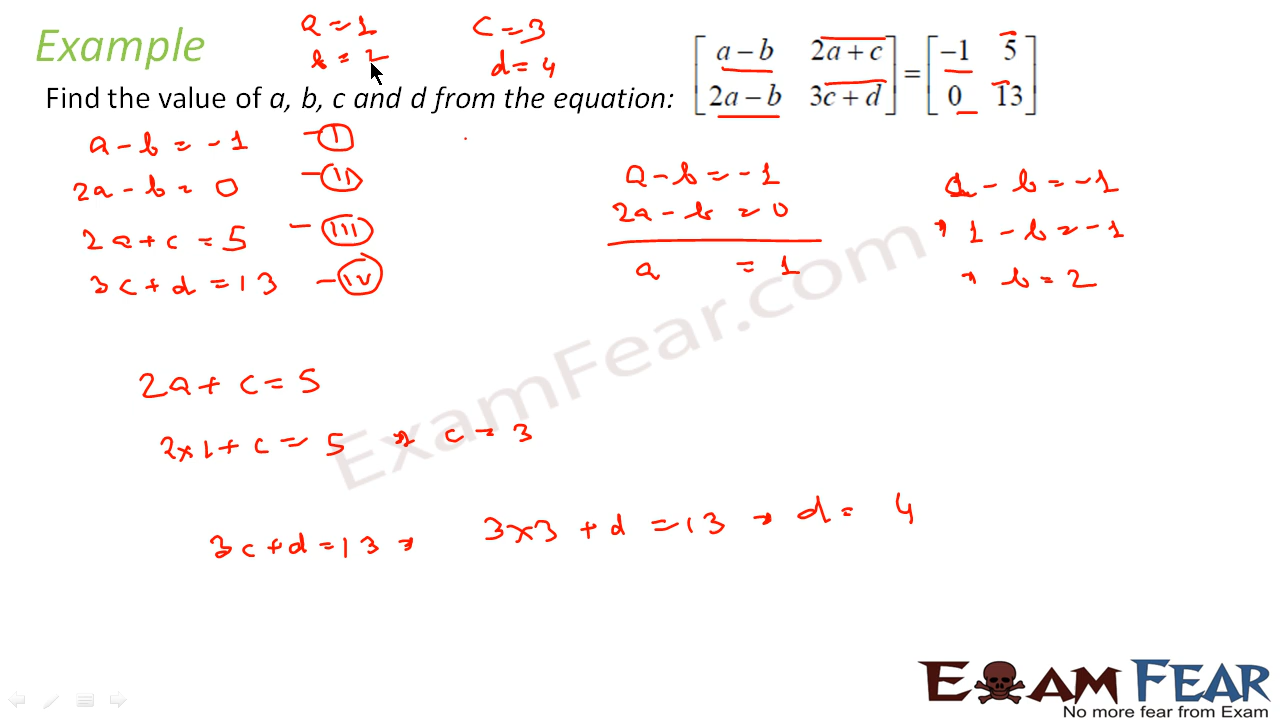 Example
a = 1
c = 3
b = 2
d = 4
[ a − b 2a + c ] = [ −1 5 ]
[ 2a − b 3c + d ] [ 0 13 ]
Find the value of a, b, c and d from the equation:
a - b = -1 - (I)
2a - b = 0 - (II)
2a + c = 5 - (III)
3c + d = 13 - (IV)
a - b = -1
2a - b = 0
a = 1
1 - b = -1
→ 1 - b = -1
→ b = 2
2a + c = 5
2×1 + c = 5 → c = 3
3c + d = 13 → 3×3 + d = 13 → d = 4
ExamFear.com
EXAM FEAR
No more fear from Exam